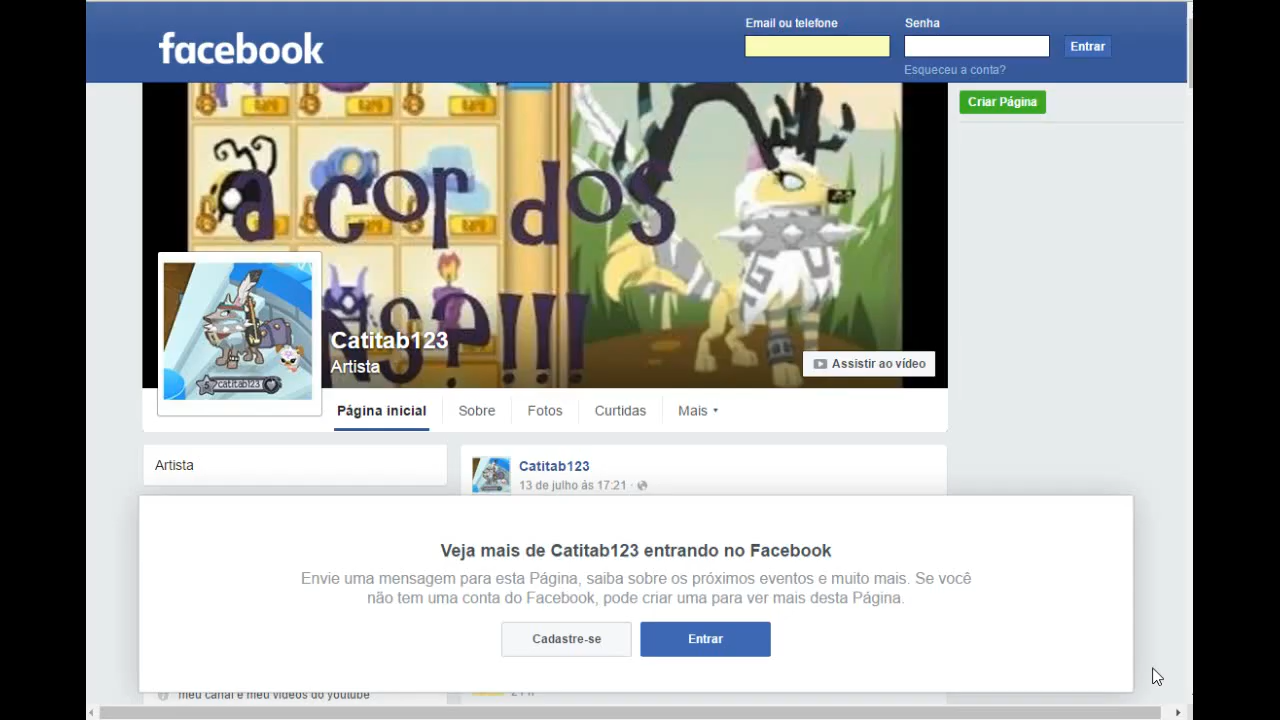 Email ou telefone
Senha
facebook
Entrar
Esqueceu a conta?
Criar Página
a cor dos
Catitab123
Artista
Assistir ao vídeo
catitab123
Página inicial
Sobre
Fotos
Curtidas
Mais
Artista
Catitab123
13 de julho às 17:21 ·
Veja mais de Catitab123 entrando no Facebook
Envie uma mensagem para esta Página, saiba sobre os próximos eventos e muito mais. Se você
não tem uma conta do Facebook, pode criar uma para ver mais desta Página.
Cadastre-se
Entrar
meu canal e meu videos do youtube